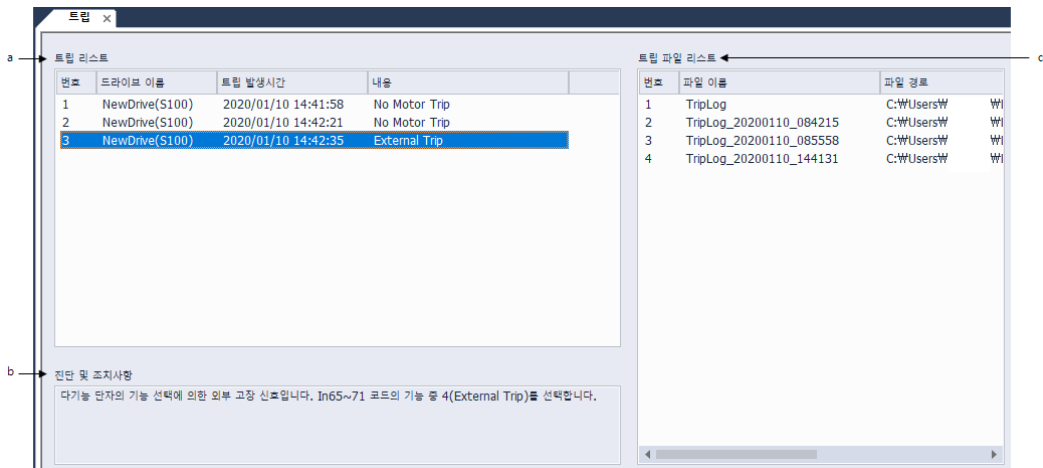 트립
a
트립 리스트
번호 드라이브 이름 트립 발생시간 내용
1 NewDrive(S100) 2020/01/10 14:41:58 No Motor Trip
2 NewDrive(S100) 2020/01/10 14:42:21 No Motor Trip
3 NewDrive(S100) 2020/01/10 14:42:35 External Trip
b
진단 및 조치사항
다기능 단자의 기능 선택에 의한 외부 고장 신호입니다. In65~71 코드의 기능 중 4(External Trip)를 선택합니다.
트립 파일 리스트
c
번호 파일 이름 파일 경로
1 TripLog C:₩Users₩ ₩
2 TripLog_20200110_084215 C:₩Users₩ ₩
3 TripLog_20200110_085558 C:₩Users₩ ₩
4 TripLog_20200110_144131 C:₩Users₩ ₩